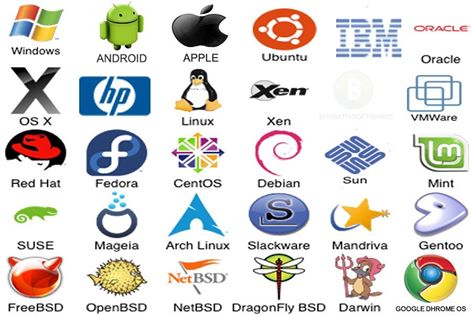 Windows
ANDROID
APPLE
Ubuntu
IBM
ORACLE
Oracle
X
OS X
hp
Linux
Xen
Xen
B
VMWare
Red Hat
Fedora
CentOS
Debian
Sun
Sun
Mint
SUSE
Mageia
Arch Linux
S
Slackware
Mandriva
Gentoo
FreeBSD
OpenBSD
NetBSD
NetBSD
DragonFly BSD
Darwin
GOOGLE DHROME OS